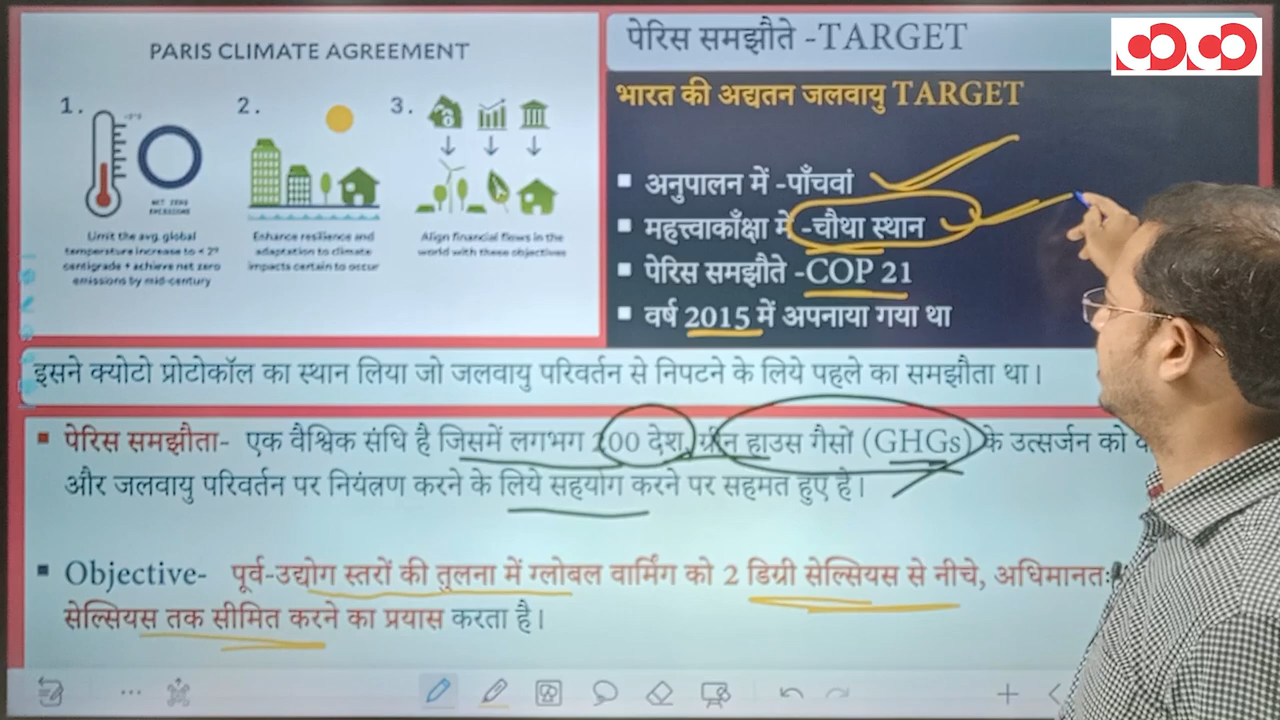 PARIS CLIMATE AGREEMENT
1.
2.
3.
NET ZERO
EMISSIONS
Limit the avg. global
temperature increase to < 2°
centigrade + achieve net zero
emissions by mid-century
Enhance resilience and
adaptation to climate
impacts certain to occur
Align financial flows in the
world with these objectives
पेरिस समझौते -TARGET
भारत की अद्यतन जलवायु TARGET
अनुपालन में -पाँचवां
महत्त्वाकाँक्षा में -चौथा स्थान
पेरिस समझौते -COP 21
वर्ष 2015 में अपनाया गया था
इसने क्योटो प्रोटोकॉल का स्थान लिया जो जलवायु परिवर्तन से निपटने के लिये पहले का समझौता था।
पेरिस समझौता- एक वैश्विक संधि है जिसमें लगभग 200 देश, ग्रीन हाउस गैसों (GHGs) के उत्सर्जन को
और जलवायु परिवर्तन पर नियंत्रण करने के लिये सहयोग करने पर सहमत हुए है।
Objective- पूर्व-उद्योग स्तरों की तुलना में ग्लोबल वार्मिंग को 2 डिग्री सेल्सियस से नीचे, अधिमानतः
सेल्सियस तक सीमित करने का प्रयास करता है।